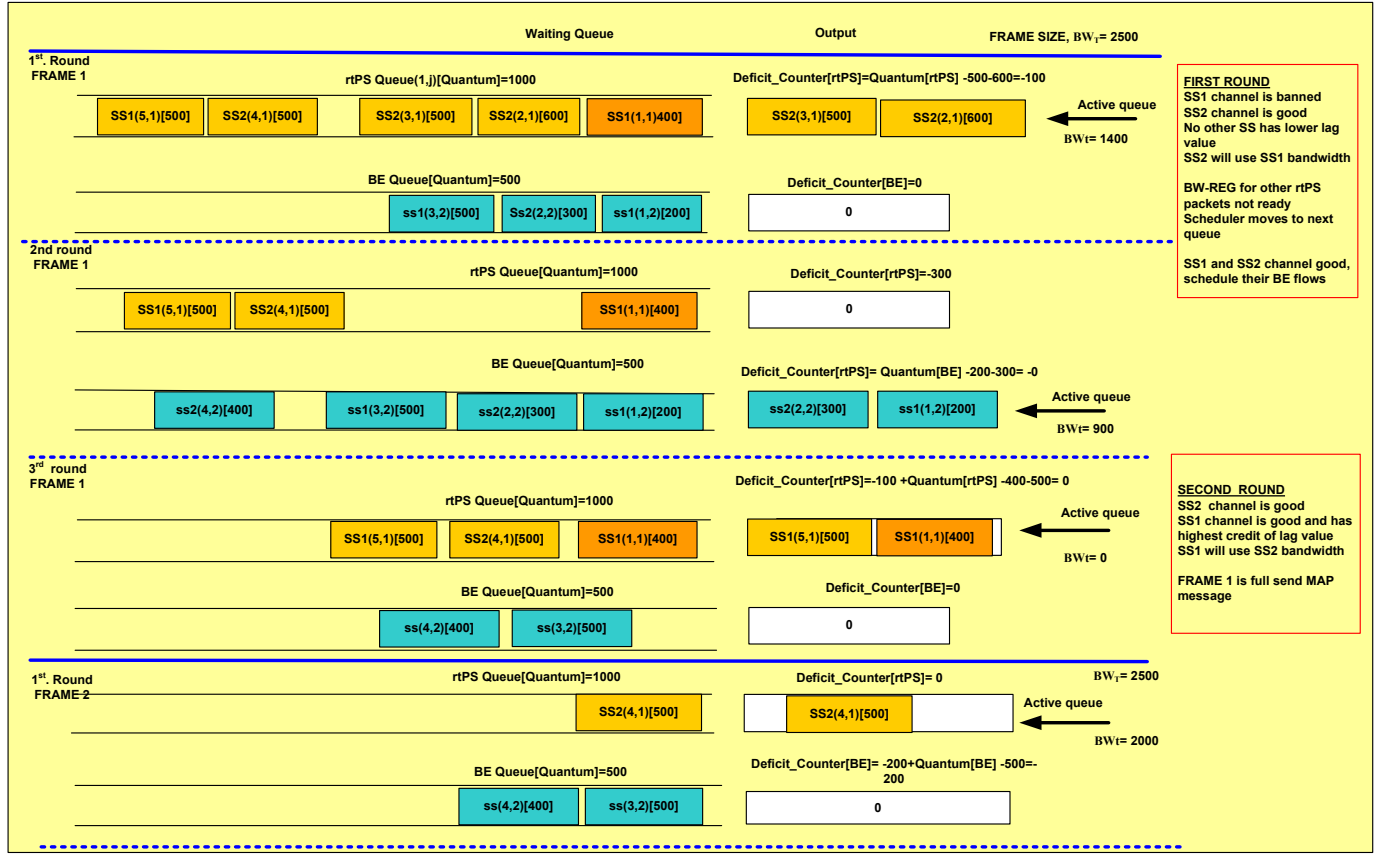 Waiting Queue
Output
FRAME SIZE, BWT= 2500
1st. Round
FRAME 1
rtPS Queue(1,j)[Quantum]=1000
Deficit_Counter[rtPS]=Quantum[rtPS] -500-600=-100
SS1(5,1)[500]
SS2(4,1)[500]
SS2(3,1)[500]
SS2(2,1)[600]
SS1(1,1)400]
SS2(3,1)[500]
SS2(2,1)[600]
Active queue
BWt= 1400
BE Queue[Quantum]=500
Deficit_Counter[BE]=0
ss1(3,2)[500]
Ss2(2,2)[300]
ss1(1,2)[200]
0
FIRST ROUND
SS1 channel is banned
SS2 channel is good
No other SS has lower lag
value
SS2 will use SS1 bandwidth
BW-REG for other rtPS
packets not ready
Scheduler moves to next
queue
SS1 and SS2 channel good,
schedule their BE flows
2nd round
FRAME 1
rtPS Queue[Quantum]=1000
Deficit_Counter[rtPS]=-300
SS1(5,1)[500]
SS2(4,1)[500]
SS1(1,1)[400]
0
BE Queue[Quantum]=500
Deficit_Counter[rtPS]= Quantum[BE] -200-300= -0
ss2(4,2)[400]
ss1(3,2)[500]
ss2(2,2)[300]
ss1(1,2)[200]
ss2(2,2)[300]
ss1(1,2)[200]
Active queue
BWt= 900
3rd round
FRAME 1
rtPS Queue[Quantum]=1000
Deficit_Counter[rtPS]=-100 +Quantum[rtPS] -400-500= 0
SS1(5,1)[500]
SS2(4,1)[500]
SS1(1,1)[400]
SS1(5,1)[500]
SS1(1,1)[400]
Active queue
BWt= 0
BE Queue[Quantum]=500
Deficit_Counter[BE]=0
ss(4,2)[400]
ss(3,2)[500]
0
SECOND ROUND
SS2 channel is good
SS1 channel is good and has
highest credit of lag value
SS1 will use SS2 bandwidth
FRAME 1 is full send MAP
message
1st. Round
FRAME 2
rtPS Queue[Quantum]=1000
Deficit_Counter[rtPS]= 0
BWT= 2500
SS2(4,1)[500]
SS2(4,1)[500]
Active queue
BWt= 2000
BE Queue[Quantum]=500
Deficit_Counter[BE]= -200+Quantum[BE] -500=-
200
ss(4,2)[400]
ss(3,2)[500]
0